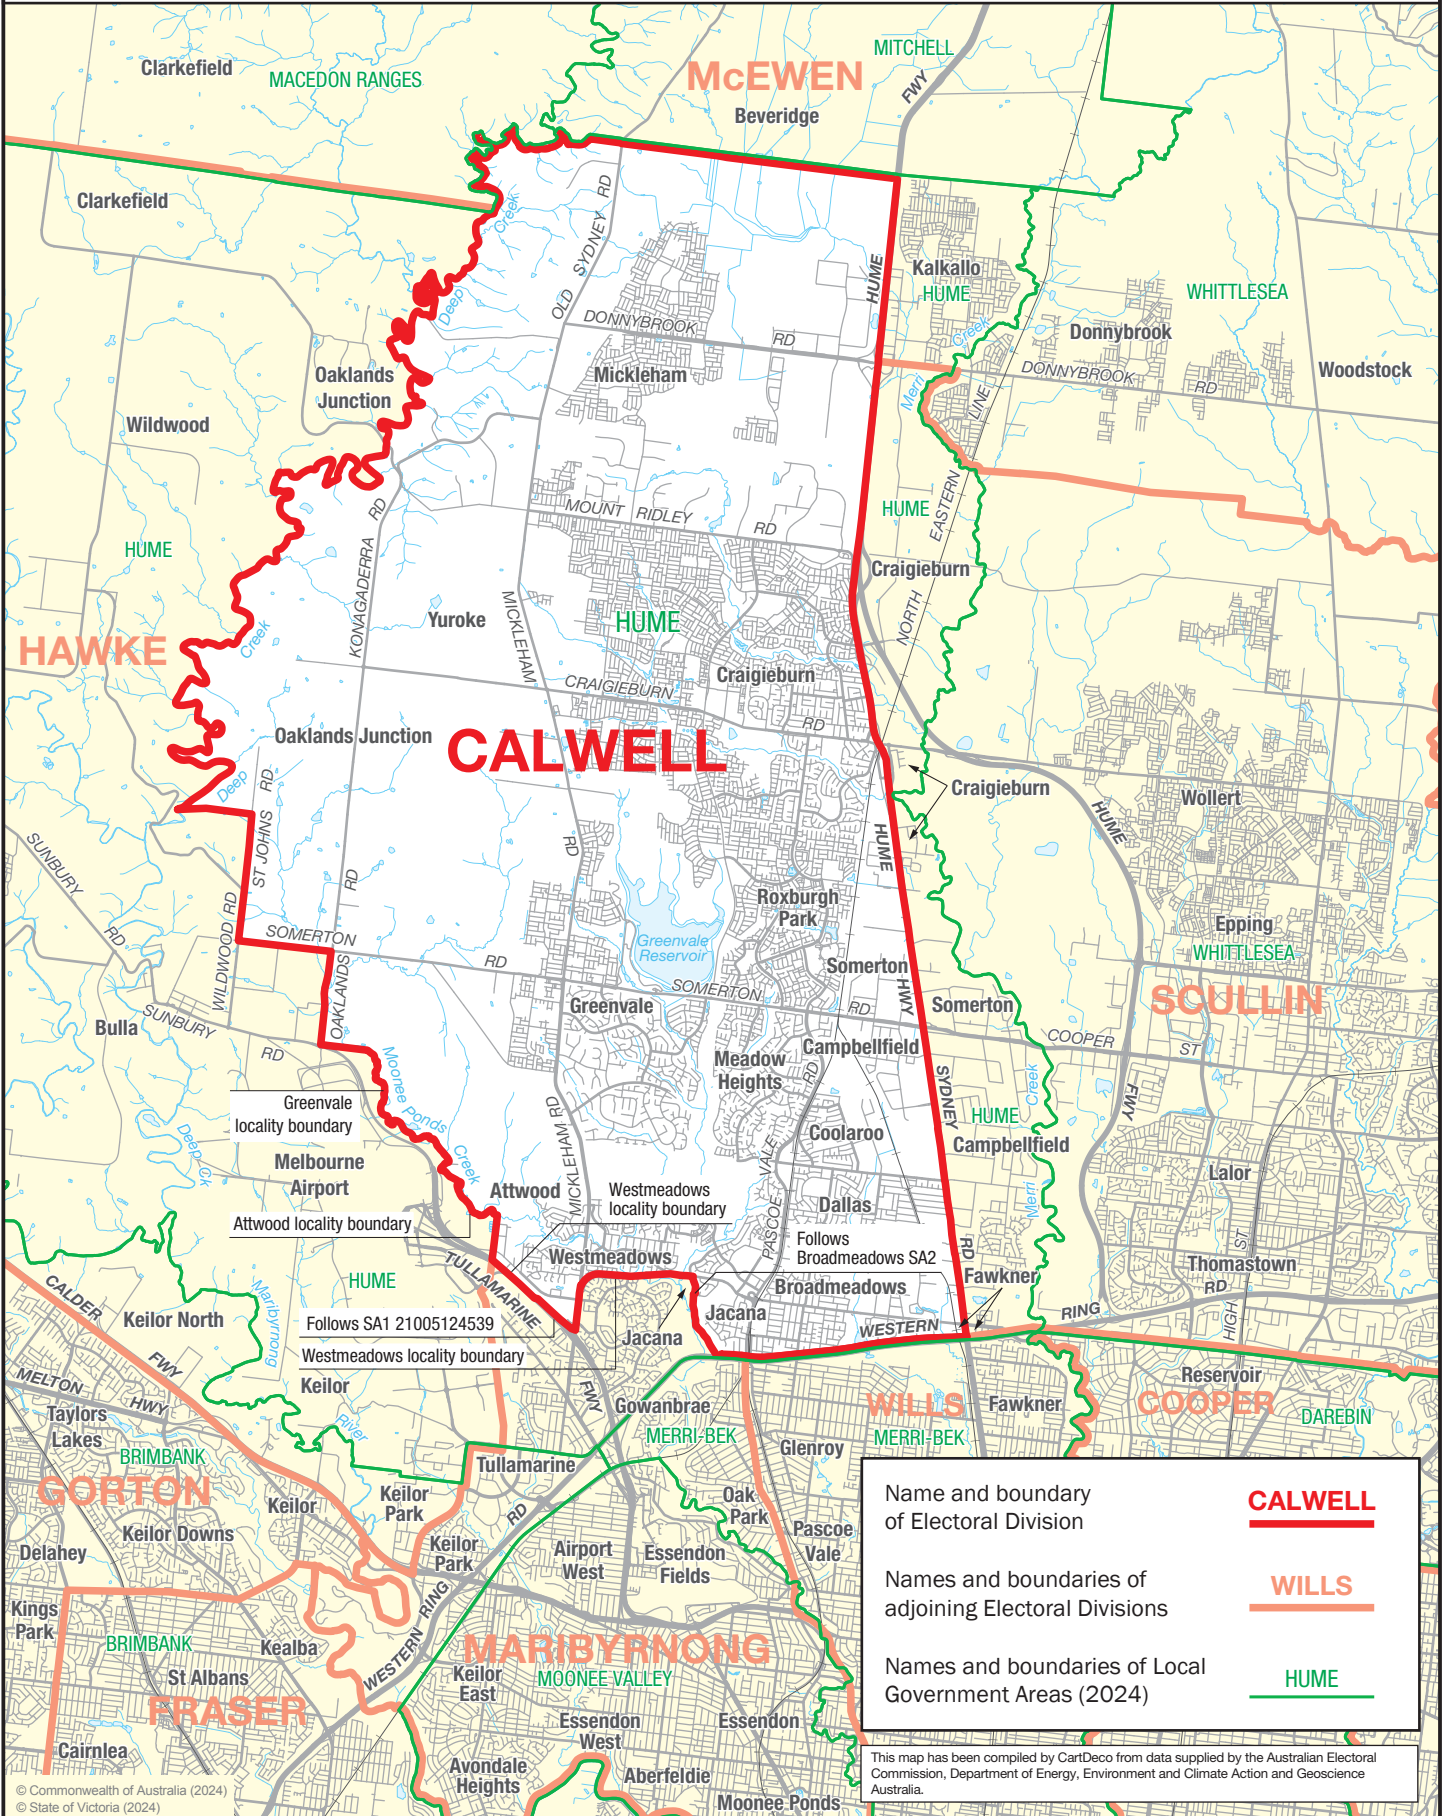 Clarkefield
MACEDON RANGES
McEWEN
MITCHELL
Beveridge
FWY
Clarkefield
Creek
OLD SYDNEY RD
Deep
HUME
Kalkallo
HUME
WHITTLESEA
Donnybrook
Creek
DONNYBROOK
RD
Mickleham
DONNYBROOK
RD
Woodstock
Merri
LINE
Oaklands
Junction
Wildwood
HUME
MOUNT RIDLEY
RD
RD
HUME
EASTERN
Craigieburn
KONAGADERRA
Yuroke
MICKLEHAM
HUME
NORTH
HAWKE
Creek
CRAIGIEBURN
Craigieburn
RD
Oaklands Junction
CALWELL
Deep
RD
ST JOHNS
RD
RD
Craigieburn
Wollert
HUME
HUME
SUNBURY
RD
WILDWOOD RD
Roxburgh
Park
Epping
WHITTLESEA
SOMERTON
RD
Greenvale
Reservoir
SOMERTON
RD
Somerton
HWY
Somerton
SCULLIN
OAKLANDS
Greenvale
Bulla
SUNBURY
RD
Campbellfield
COOPER
ST
Moonee Ponds
Creek
Meadow
Heights
RD
Creek
Merri
FWY
SYDNEY
HUME
Campbellfield
Greenvale
locality boundary
Deep Ck
MICKLEHAM RD
Coolaroo
VALE
PASCOE
Lalor
Melbourne
Airport
Attwood
Westmeadows
locality boundary
Dallas
Attwood locality boundary
Follows
Broadmeadows SA2
RD
Westmeadows
ST
Thomastown
RD
TULLAMARINE
Broadmeadows
Fawkner
HUME
CALDER
Maribyrnong
Keilor North
Jacana
RING
HIGH
Follows SA1 21005124539
Jacana
WESTERN
Westmeadows locality boundary
FWY
MELTON
HWY
Keilor
FWY
Gowanbrae
WILLS
Fawkner
Reservoir
COOPER
Taylors
Lakes
River
MERRI-BEK
MERRI-BEK
DAREBIN
BRIMBANK
Glenroy
Tullamarine
GORTON
Keilor
Keilor
Park
RD
Oak
Park
Keilor Downs
Pascoe
Vale
Delahey
Keilor
Park
Airport
West
Essendon
Fields
Kings
Park
RING
BRIMBANK
Kealba
WESTERN
MARIBYRNONG
St Albans
Keilor
East
MOONEE VALLEY
FRASER
Essendon
West
Essendon
Cairnlea
Avondale
Heights
Aberfeldie
Moonee Ponds
Name and boundary
of Electoral Division
CALWELL
Names and boundaries of
adjoining Electoral Divisions
WILLS
Names and boundaries of Local
Government Areas (2024)
HUME
This map has been compiled by CartDeco from data supplied by the Australian Electoral
Commission, Department of Energy, Environment and Climate Action and Geoscience
Australia.
© Commonwealth of Australia (2024)
© State of Victoria (2024)